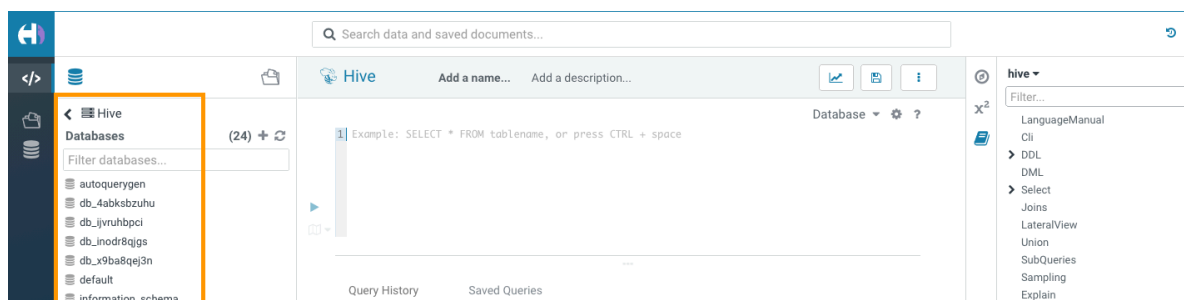 Search data and saved documents...
</>
Hive
Databases (24)
Filter databases...
autoquerygen
db_4abksbzuhu
db_ijvruhbpci
db_inodr8qjgs
db_x9ba8qej3n
default
information_schema
Hive Add a name... Add a description...
Database ?
1 Example: SELECT * FROM tablename, or press CTRL + space
Query History Saved Queries
x²
hive
Filter...
LanguageManual
Cli
DDL
DML
Select
Joins
LateralView
Union
SubQueries
Sampling
Explain